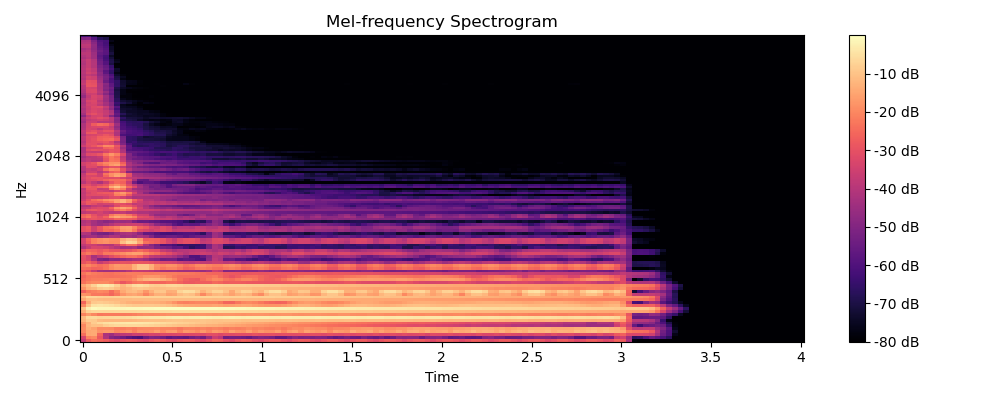 Mel-frequency Spectrogram
Hz
4096
2048
1024
512
0
0
0.5
1
1.5
2
2.5
3
3.5
4
Time
-10 dB
-20 dB
-30 dB
-40 dB
-50 dB
-60 dB
-70 dB
-80 dB